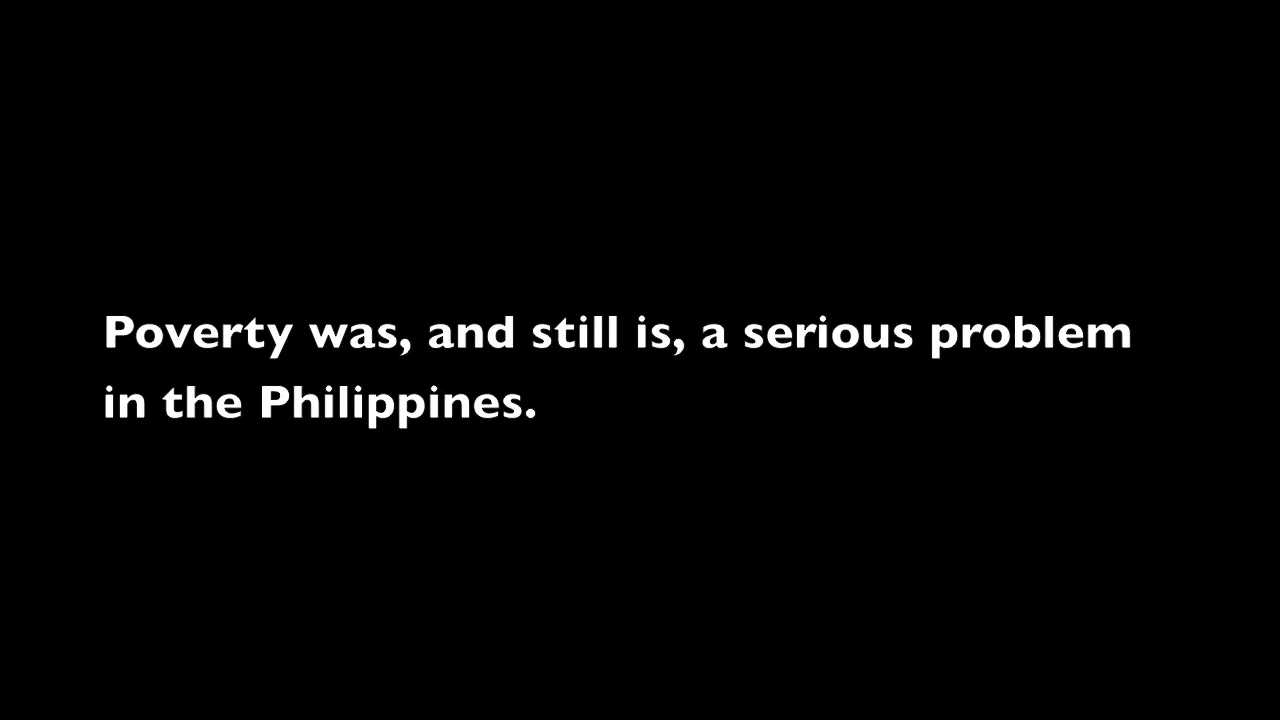 Poverty was, and still is, a serious problem
in the Philippines.